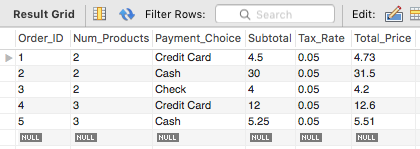 Result Grid Filter Rows: Search Edit:
Order_ID Num_Products Payment_Choice Subtotal Tax_Rate Total_Price
1 2 Credit Card 4.5 0.05 4.73
2 2 Cash 30 0.05 31.5
3 2 Check 4 0.05 4.2
4 3 Credit Card 12 0.05 12.6
5 3 Cash 5.25 0.05 5.51
NULL NULL NULL NULL NULL NULL